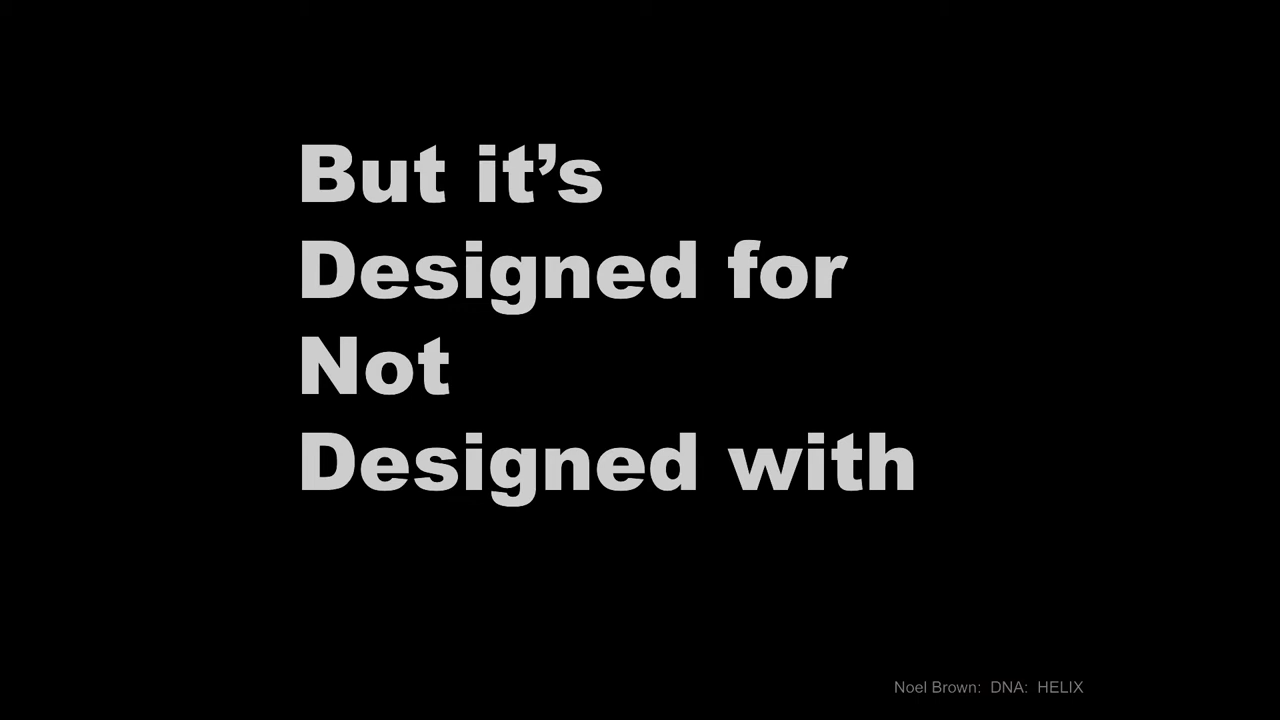 But it’s
Designed for
Not
Designed with
Noel Brown:  DNA:  HELIX